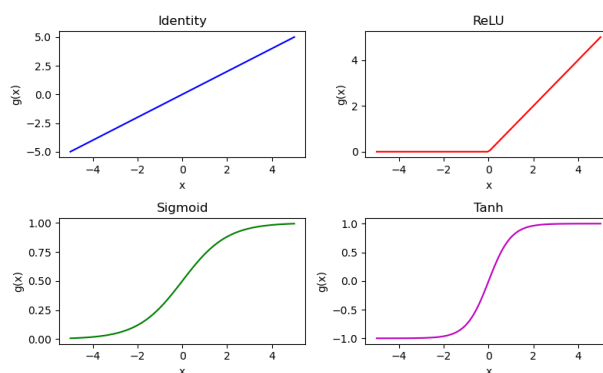 Identity
5.0
2.5
0.0
−2.5
−5.0
−4 −2 0 2 4
x
g(x)
ReLU
4
2
0
−4 −2 0 2 4
x
g(x)
Sigmoid
1.00
0.75
0.50
0.25
0.00
−4 −2 0 2 4
x
g(x)
Tanh
1.0
0.5
0.0
−0.5
−1.0
−4 −2 0 2 4
x
g(x)